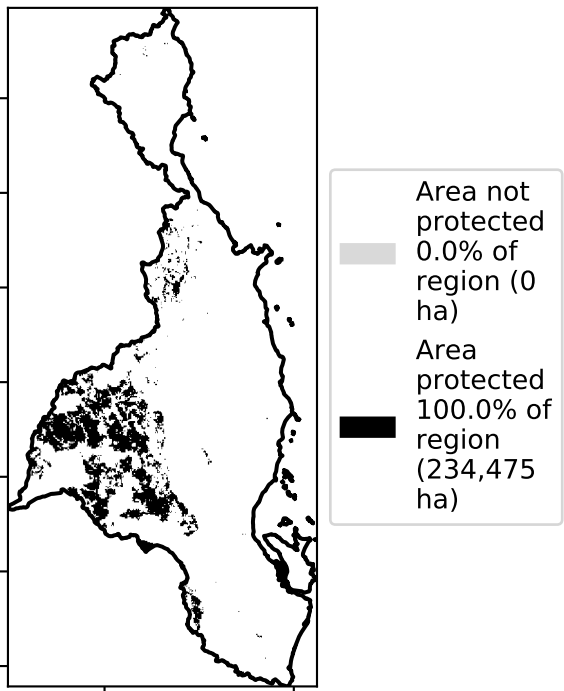 Area not
protected
0.0% of
region (0
ha)
Area
protected
100.0% of
region
(234,475
ha)